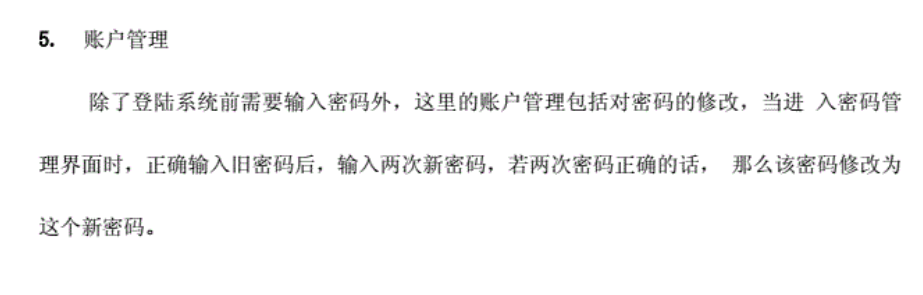 5. 账户管理
除了登陆系统前需要输入密码外，这里的账户管理包括对密码的修改，当进 入密码管
理界面时，正确输入旧密码后，输入两次新密码，若两次密码正确的话， 那么该密码修改为
这个新密码。